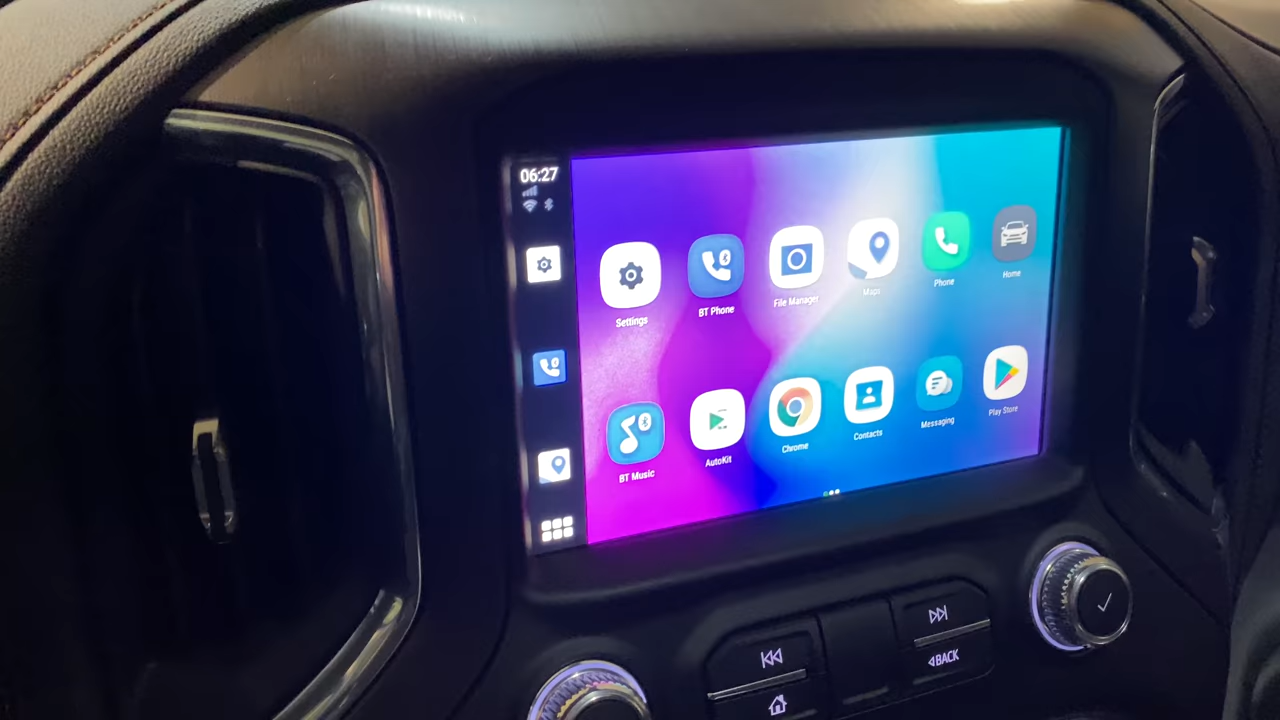 06:27
Settings
BT Phone
File Manager
Maps
Phone
Home
BT Music
AutoKit
Chrome
Contacts
Messaging
Play Store
BACK